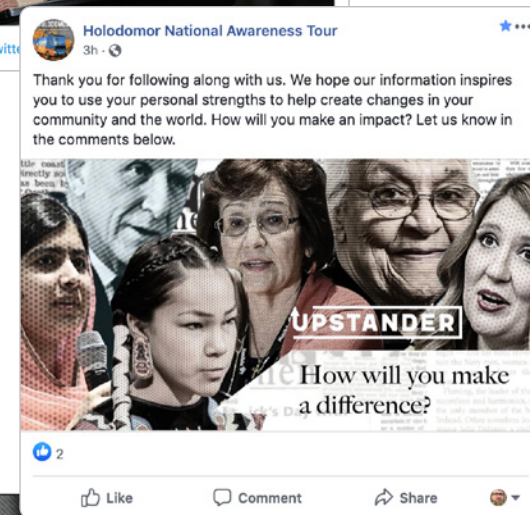 Holodomor National Awareness Tour
3h
Thank you for following along with us. We hope our information inspires
you to use your personal strengths to help create changes in your
community and the world. How will you make an impact? Let us know in
the comments below.
UPSTANDER
How will you make
a difference?
2
Like Comment Share